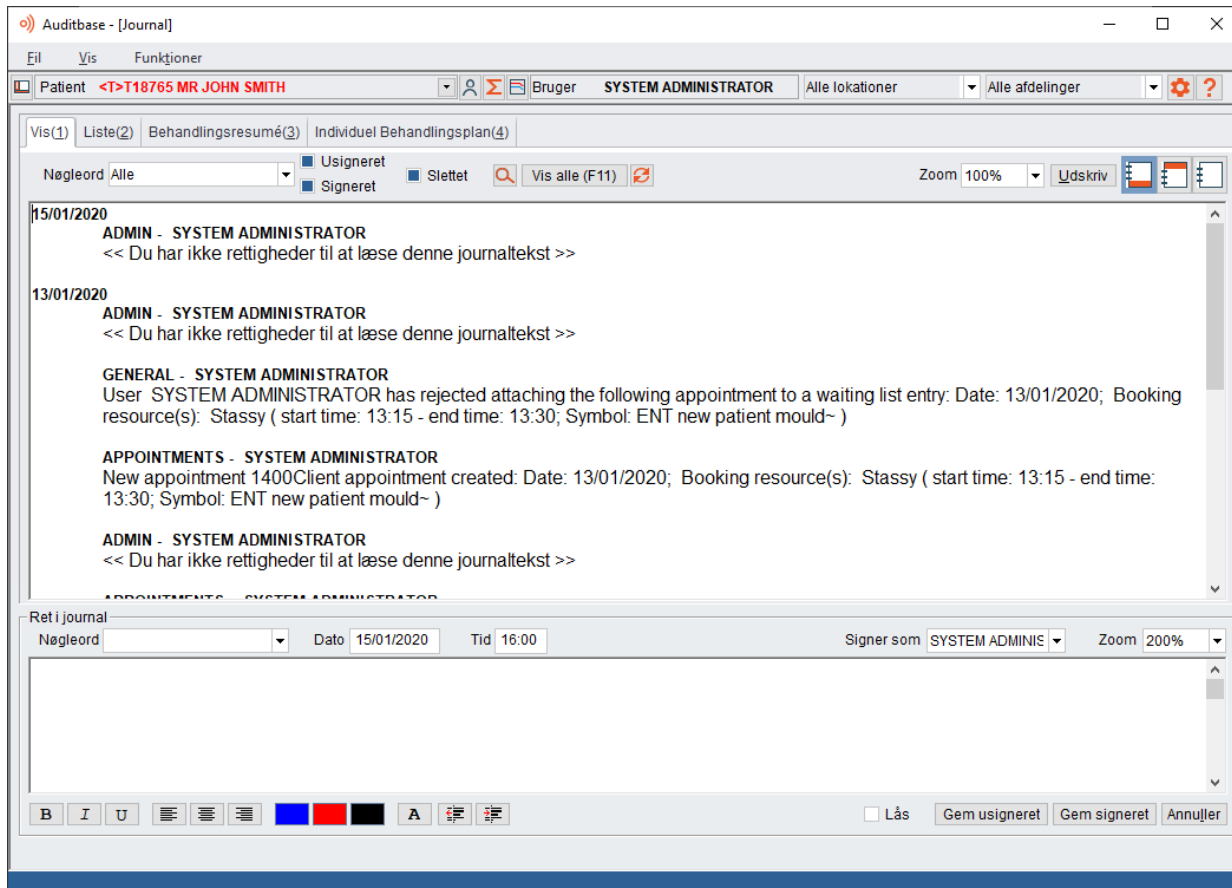 Auditbase - [Journal]
Fil Vis Funktioner
Patient <T>T18765 MR JOHN SMITH Bruger SYSTEM ADMINISTRATOR Alle lokationer Alle afdelinger
Vis(1) Liste(2) Behandlingsresumé(3) Individuel Behandlingsplan(4)
Nøgleord Alle Usigneret Signeret Slettet Vis alle (F11) Zoom 100% Udskriv
15/01/2020
ADMIN - SYSTEM ADMINISTRATOR
<< Du har ikke rettigheder til at læse denne journaltekst >>
13/01/2020
ADMIN - SYSTEM ADMINISTRATOR
<< Du har ikke rettigheder til at læse denne journaltekst >>
GENERAL - SYSTEM ADMINISTRATOR
User SYSTEM ADMINISTRATOR has rejected attaching the following appointment to a waiting list entry: Date: 13/01/2020; Booking
resource(s): Stassy ( start time: 13:15 - end time: 13:30; Symbol: ENT new patient mould~ )
APPOINTMENTS - SYSTEM ADMINISTRATOR
New appointment 1400Client appointment created: Date: 13/01/2020; Booking resource(s): Stassy ( start time: 13:15 - end time:
13:30; Symbol: ENT new patient mould~ )
ADMIN - SYSTEM ADMINISTRATOR
<< Du har ikke rettigheder til at læse denne journaltekst >>
APPOINTMENTS - SYSTEM ADMINISTRATOR
Ret i journal
Nøgleord Dato 15/01/2020 Tid 16:00 Signer som SYSTEM ADMINIS Zoom 200%
B I U A Lås Gem usigneret Gem signeret Annuller